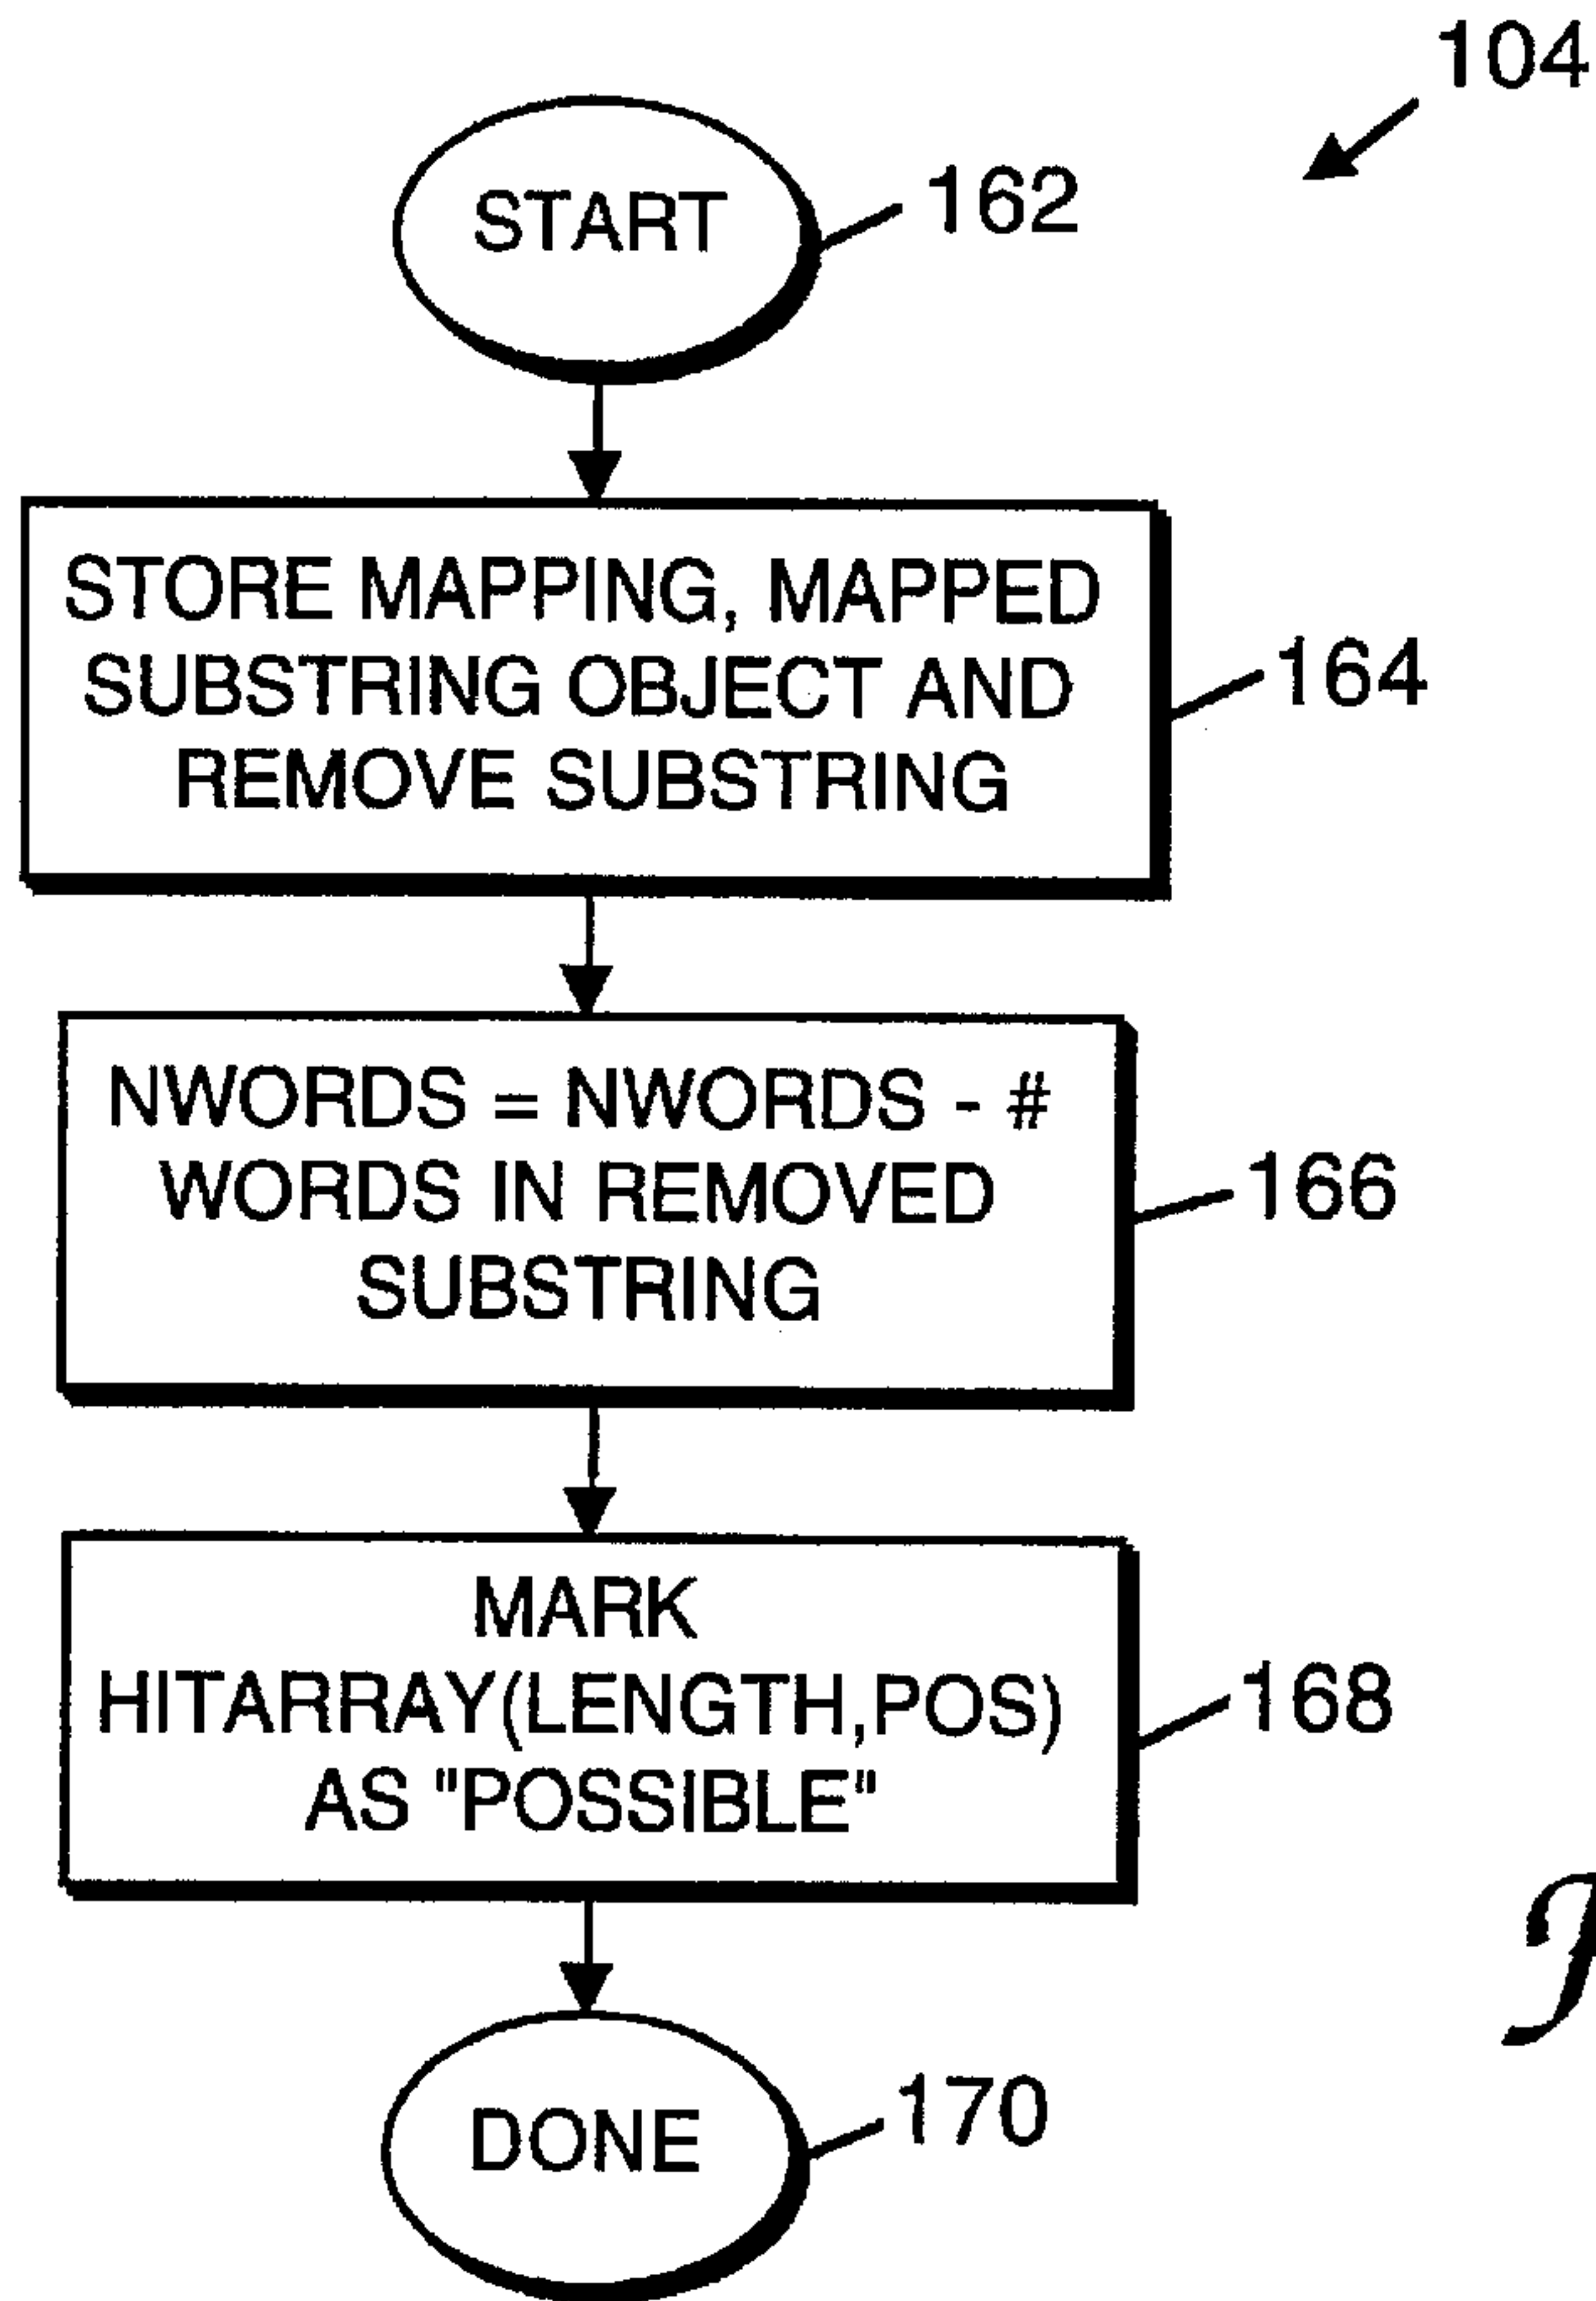 104
START
162
STORE MAPPING, MAPPED
SUBSTRING OBJECT AND
REMOVE SUBSTRING
164
NWORDS = NWORDS - #
WORDS IN REMOVED
SUBSTRING
166
MARK
HITARRAY(LENGTH,POS)
AS "POSSIBLE"
168
DONE
170